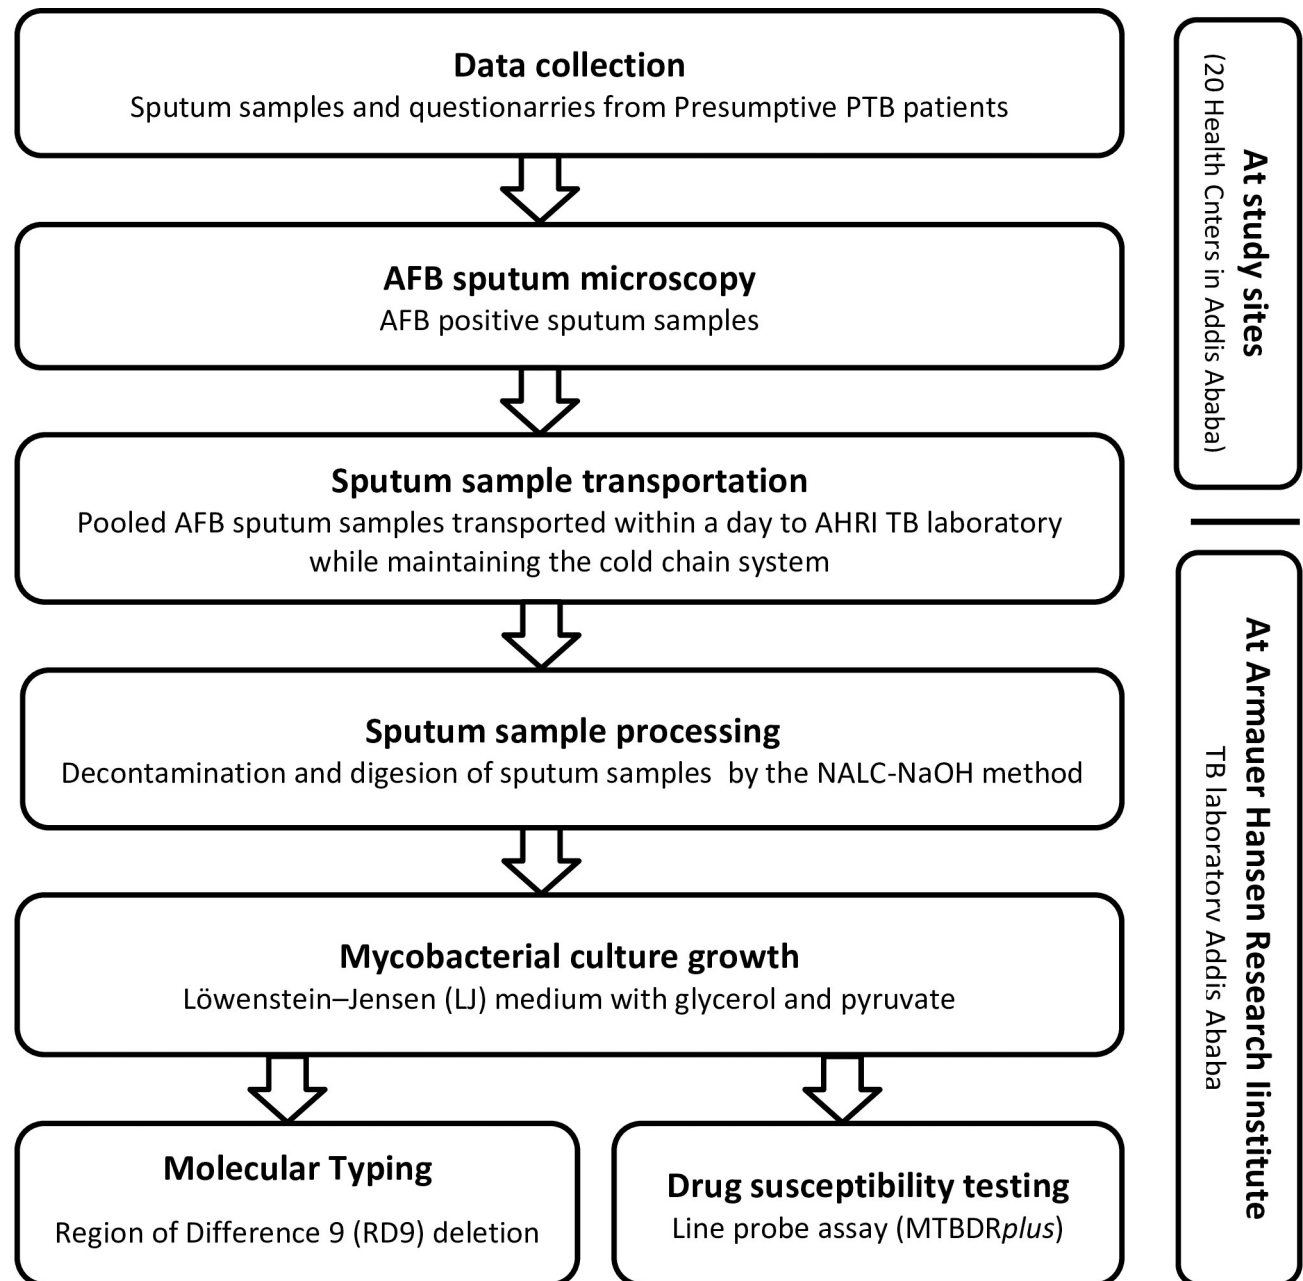 Data collection
Sputum samples and questionarries from Presumptive PTB patients
AFB sputum microscopy
AFB positive sputum samples
Sputum sample transportation
Pooled AFB sputum samples transported within a day to AHRI TB laboratory
while maintaining the cold chain system
Sputum sample processing
Decontamination and digesion of sputum samples by the NALC-NaOH method
Mycobacterial culture growth
Löwenstein–Jensen (LJ) medium with glycerol and pyruvate
Molecular Typing
Region of Difference 9 (RD9) deletion
Drug susceptibility testing
Line probe assay (MTBDRplus)
At study sites
(20 Health Cnters in Addis Ababa)
At Armauer Hansen Research Iinstitute
TB laboratory Addis Ababa